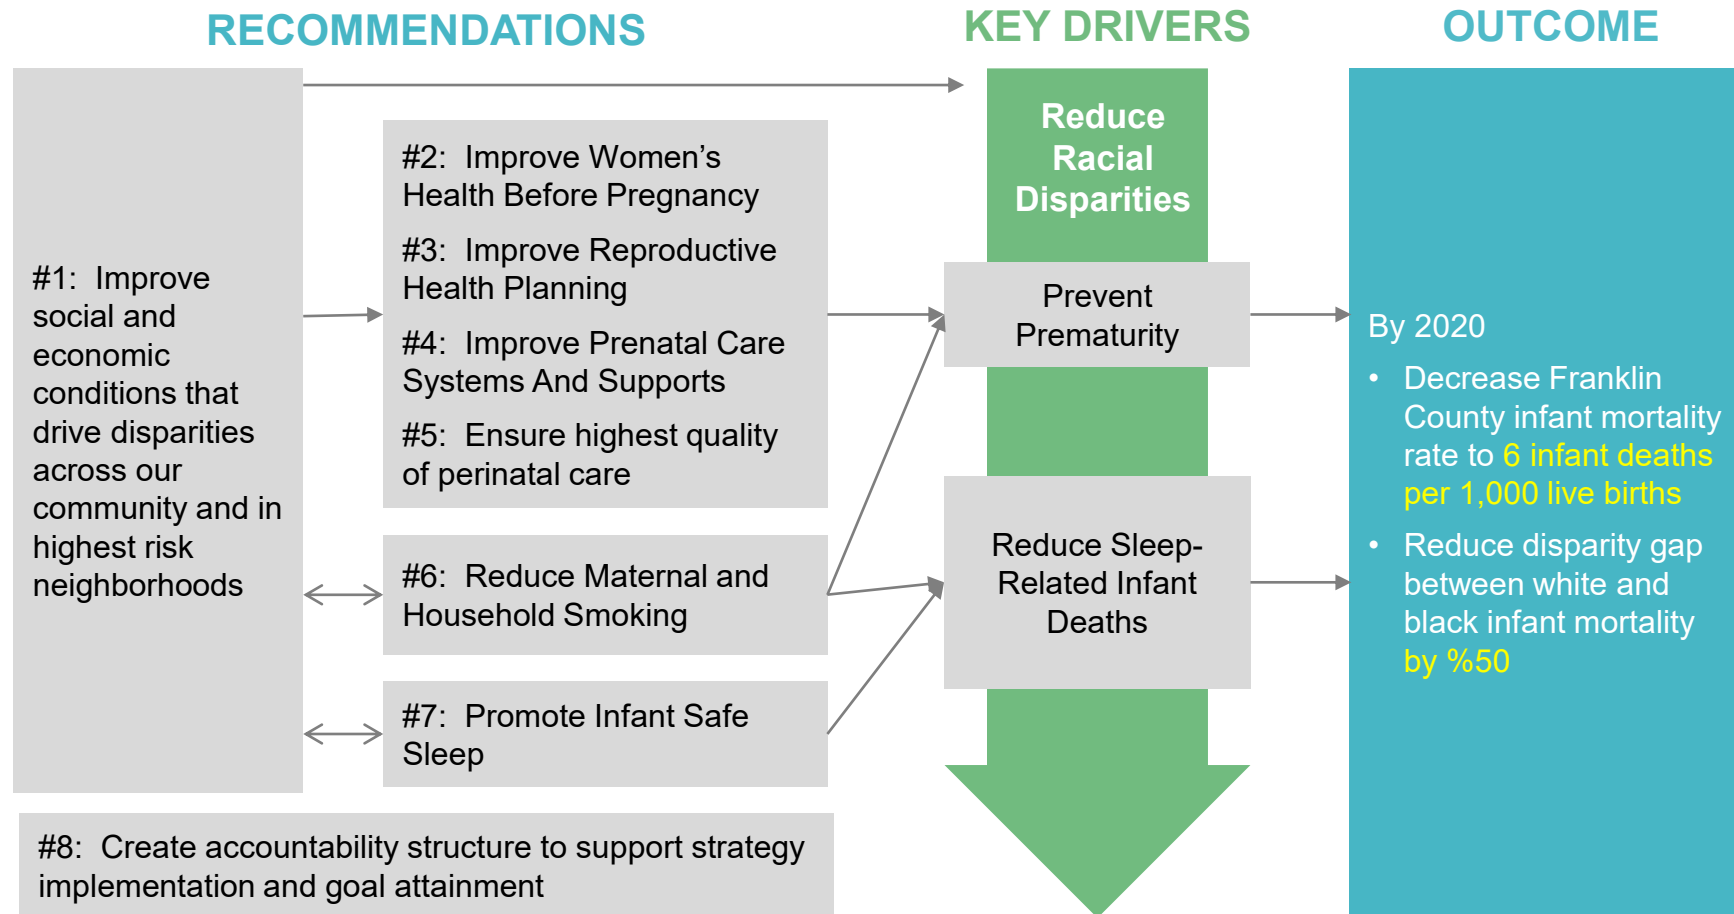 RECOMMENDATIONS
KEY DRIVERS
OUTCOME
#1: Improve
social and
economic
conditions that
drive disparities
across our
community and in
highest risk
neighborhoods
#2: Improve Women’s
Health Before Pregnancy
#3: Improve Reproductive
Health Planning
#4: Improve Prenatal Care
Systems And Supports
#5: Ensure highest quality
of perinatal care
#6: Reduce Maternal and
Household Smoking
#7: Promote Infant Safe
Sleep
#8: Create accountability structure to support strategy
implementation and goal attainment
Reduce
Racial
Disparities
Prevent
Prematurity
Reduce Sleep-
Related Infant
Deaths
By 2020
• Decrease Franklin
County infant mortality
rate to 6 infant deaths
per 1,000 live births
• Reduce disparity gap
between white and
black infant mortality
by %50